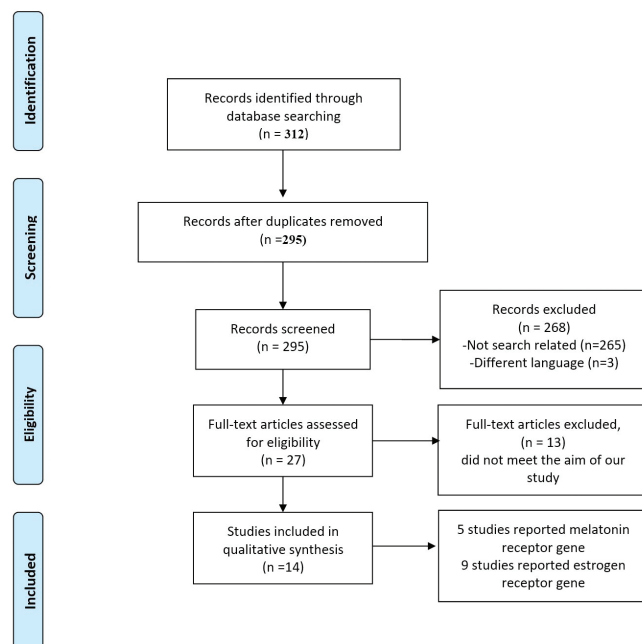 Identification
Records identified through
database searching
(n = 312)
Screening
Records after duplicates removed
(n =295)
Records screened
(n = 295)
Records excluded
(n = 268)
-Not search related (n=265)
-Different language (n=3)
Eligibility
Full-text articles assessed
for eligibility
(n = 27)
Full-text articles excluded,
(n = 13)
did not meet the aim of our
study
Included
Studies included in
qualitative synthesis
(n =14)
5 studies reported melatonin
receptor gene
9 studies reported estrogen
receptor gene